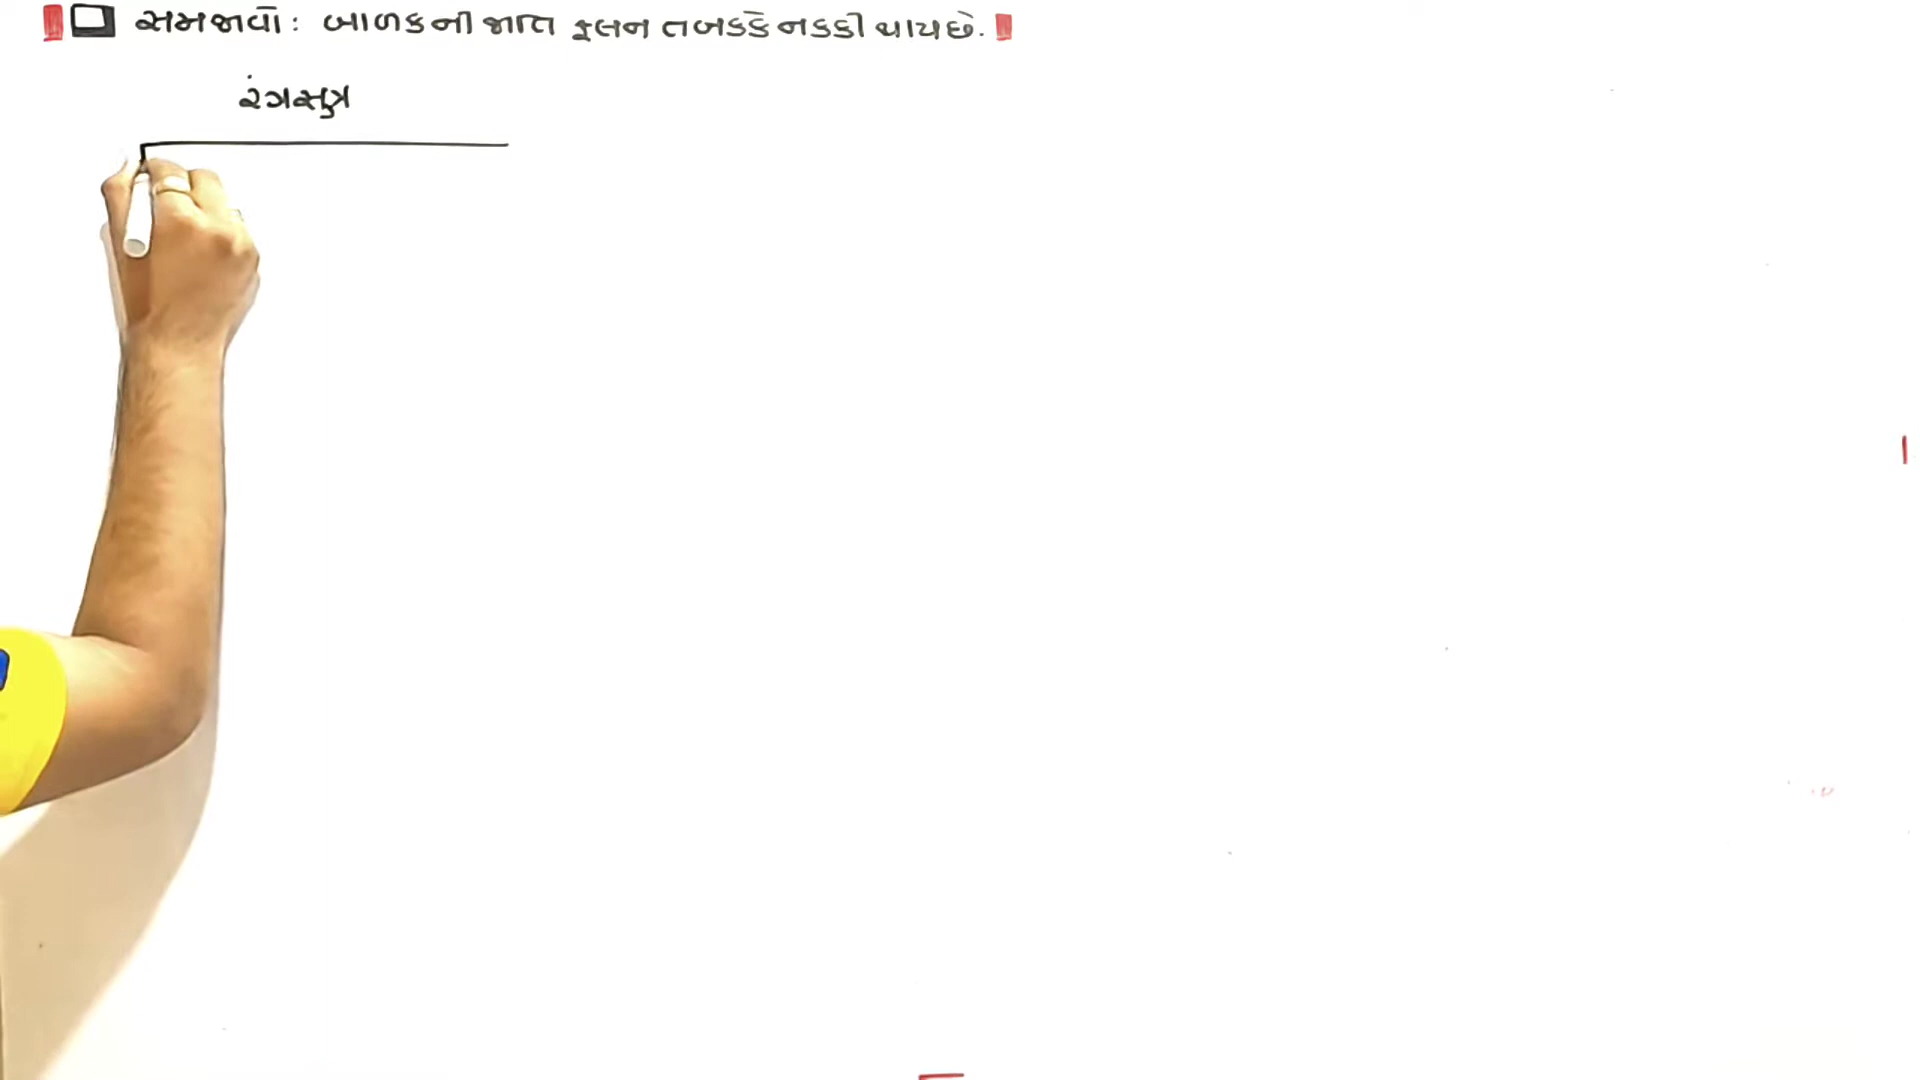 સમજાવો : બાળકની જાતિ ફલન તબક્કે નક્કી થાય છે.
રંગસુત્ર